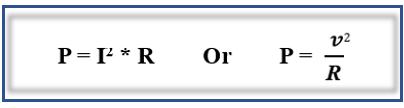 P = I² * R Or P = v²/R